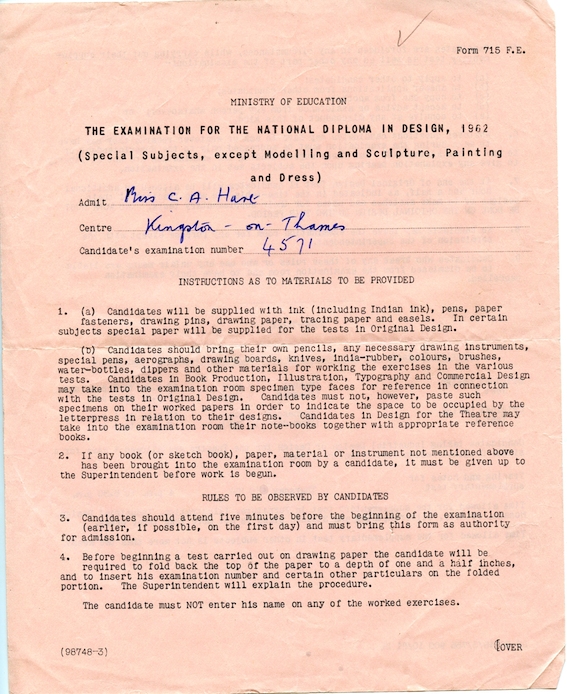 Form 715 F.E.
MINISTRY OF EDUCATION
THE EXAMINATION FOR THE NATIONAL DIPLOMA IN DESIGN, 1962
(Special Subjects, except Modelling and Sculpture, Painting
and Dress)
Admit Miss C. A. Hart
Centre Kingston - on - Thames
Candidate's examination number 4571
INSTRUCTIONS AS TO MATERIALS TO BE PROVIDED
1. (a) Candidates will be supplied with ink (including Indian ink), pens, paper
fasteners, drawing pins, drawing paper, tracing paper and easels. In certain
subjects special paper will be supplied for the tests in Original Design.
(b) Candidates should bring their own pencils, any necessary drawing instruments,
special pens, aerographs, drawing boards, knives, india-rubber, colours, brushes,
water-bottles, dippers and other materials for working the exercises in the various
tests. Candidates in Book Production, Illustration, Typography and Commercial Design
may take into the examination room specimen type faces for reference in connection
with the tests in Original Design. Candidates must not, however, paste such
specimens on their worked papers in order to indicate the space to be occupied by the
letterpress in relation to their designs. Candidates in Design for the Theatre may
take into the examination room their note-books together with appropriate reference
books.
2. If any book (or sketch book), paper, material or instrument not mentioned above
has been brought into the examination room by a candidate, it must be given up to
the Superintendent before work is begun.
RULES TO BE OBSERVED BY CANDIDATES
3. Candidates should attend five minutes before the beginning of the examination
(earlier, if possible, on the first day) and must bring this form as authority
for admission.
4. Before beginning a test carried out on drawing paper the candidate will be
required to fold back the top of the paper to a depth of one and a half inches,
and to insert his examination number and certain other particulars on the folded
portion. The Superintendent will explain the procedure.
The candidate must NOT enter his name on any of the worked exercises.
(98748-3)
(OVER